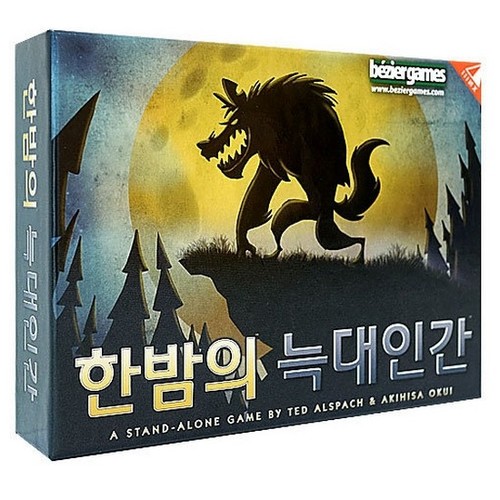 béziergames
www.beziergames.com
한밤의 늑대인간
A STAND-ALONE GAME BY TED ALSPACH & AKIHISA OKUI
한밤의 늑대인간